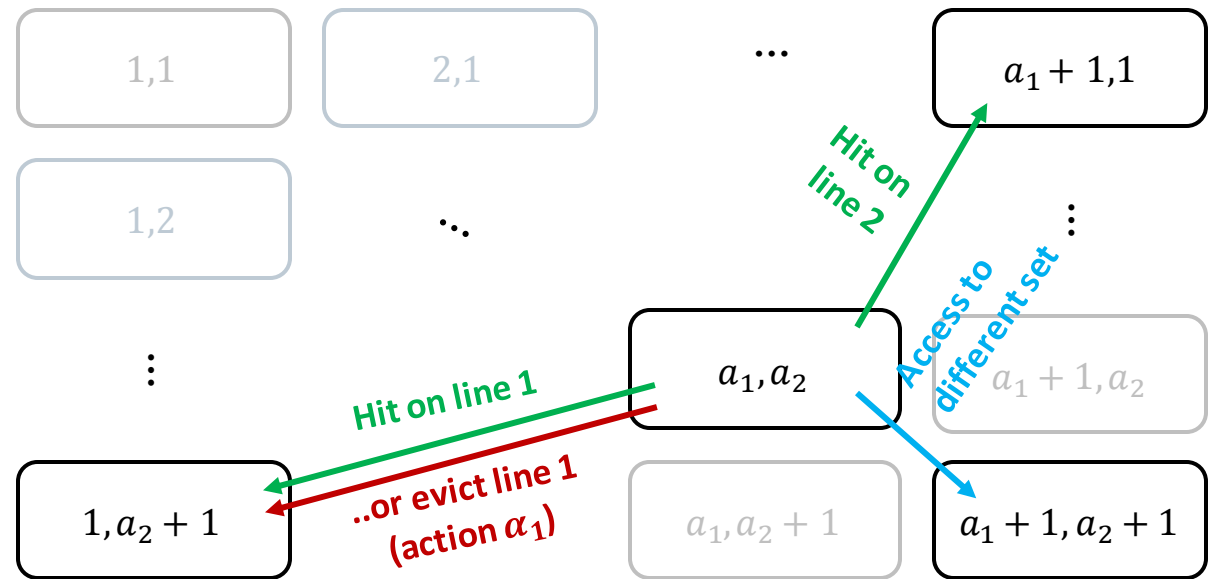 1,1
2,1
...
a₁ + 1,1
Hit on
line 2
1,2
...
⋮
Access to
different set
⋮
a₁, a₂
a₁ + 1, a₂
Hit on line 1
..or evict line 1
(action α₁)
1, a₂ + 1
a₁, a₂ + 1
a₁ + 1, a₂ + 1